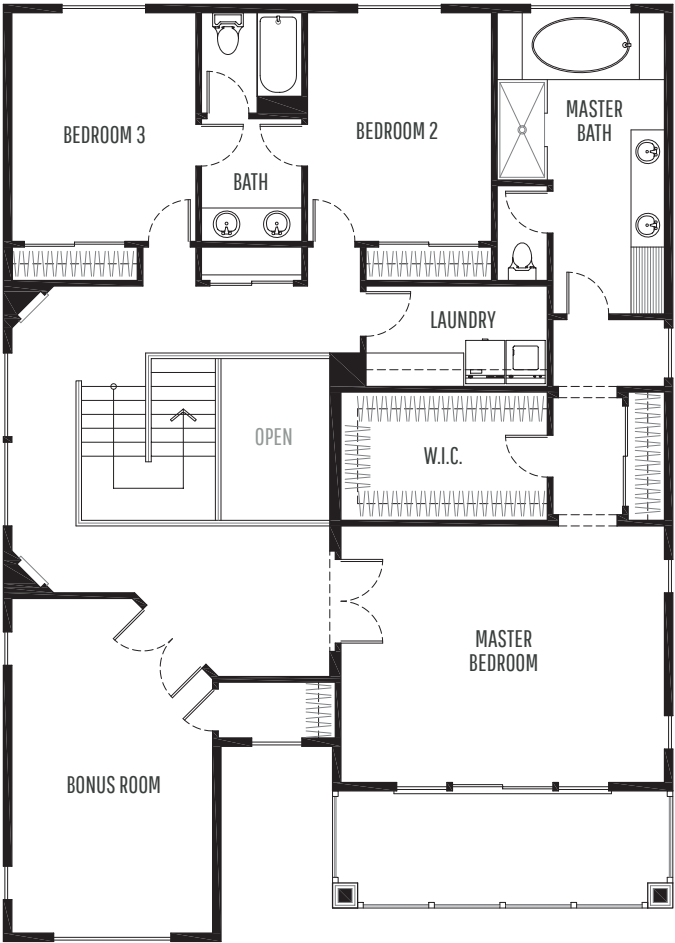 MASTER
BATH
BEDROOM 3
BEDROOM 2
BATH
LAUNDRY
OPEN
W.I.C.
MASTER
BEDROOM
BONUS ROOM